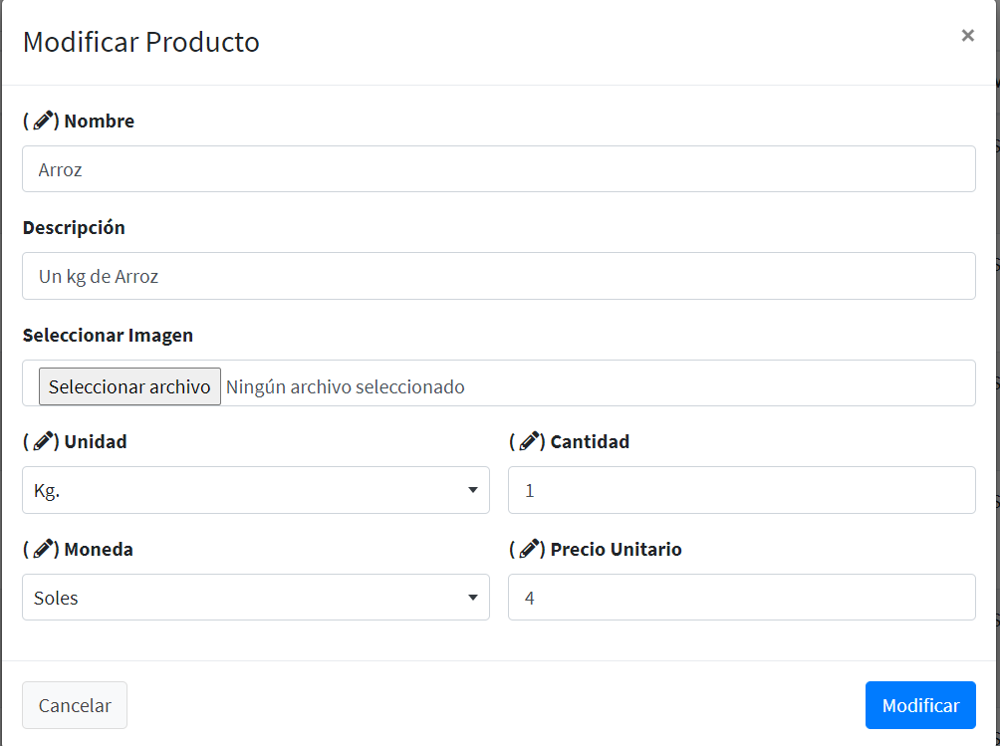 Modificar Producto
×
( ) Nombre
Arroz
Descripción
Un kg de Arroz
Seleccionar Imagen
Seleccionar archivo Ningún archivo seleccionado
( ) Unidad ( ) Cantidad
Kg. 1
( ) Moneda ( ) Precio Unitario
Soles 4
Cancelar Modificar